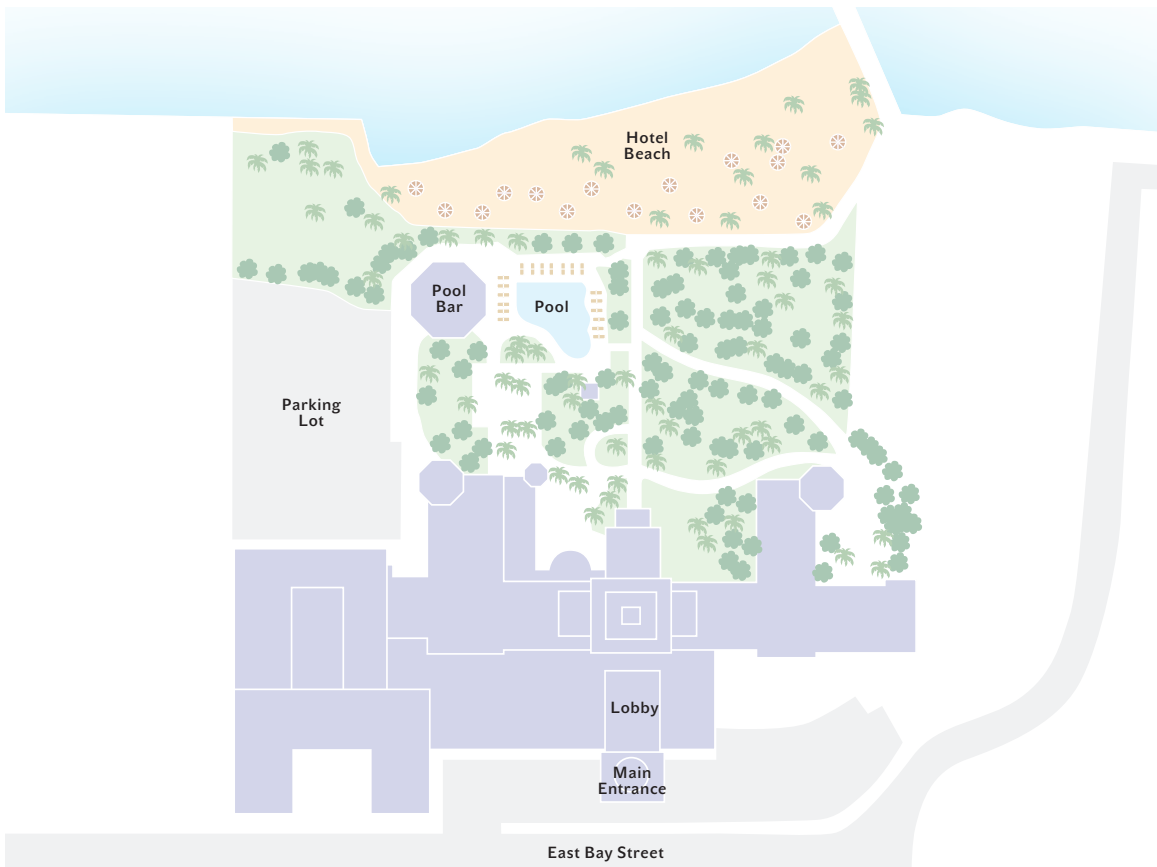 Hotel
Beach
Pool
Bar
Pool
Parking
Lot
Lobby
Main
Entrance
East Bay Street